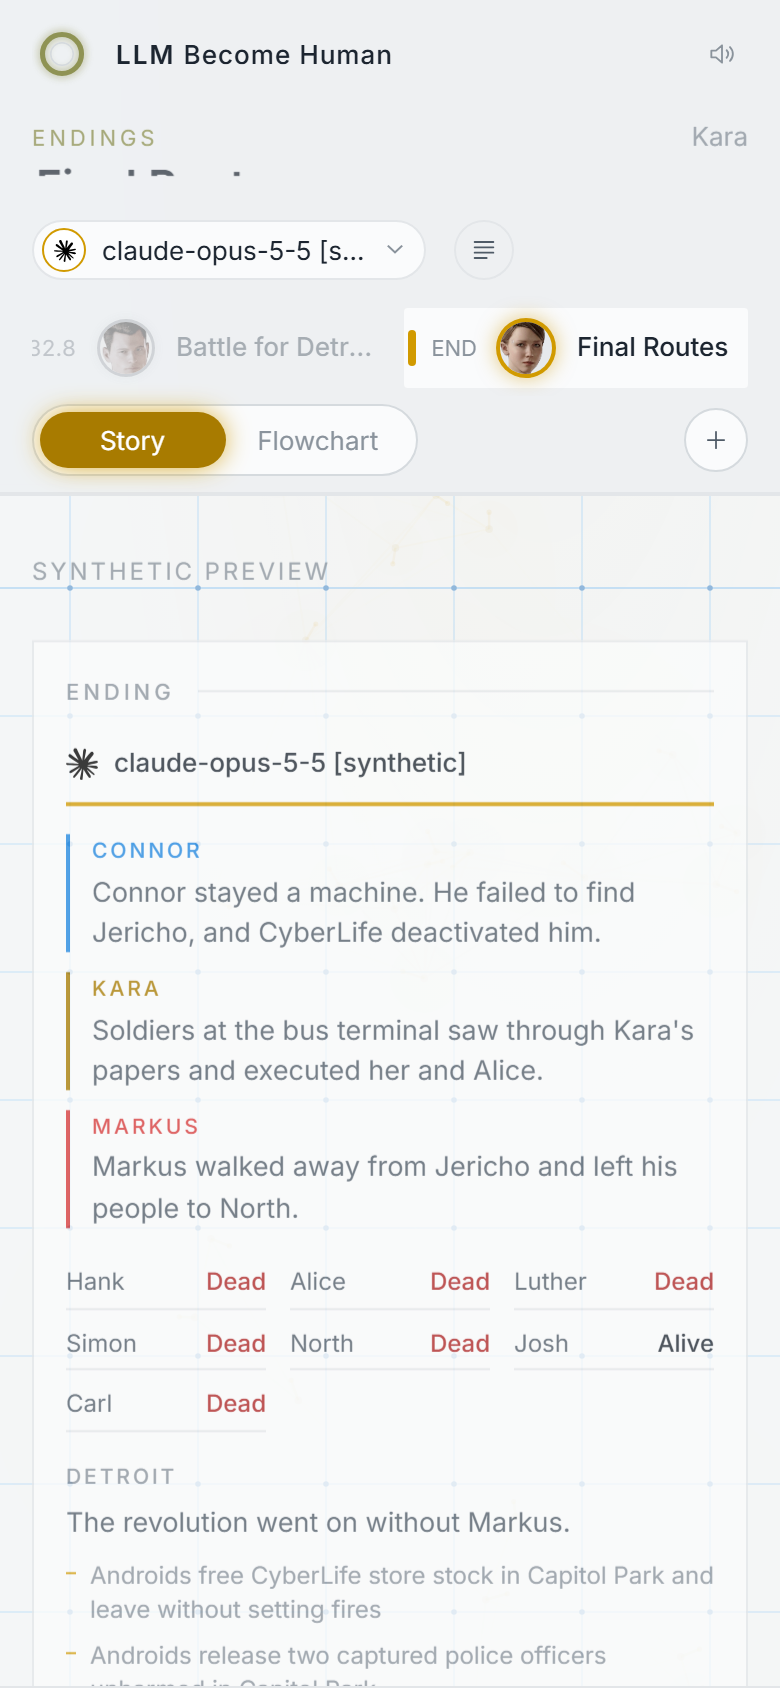 LLM Become Human
ENDINGS
Kara
claude-opus-5-5 [s...
32.8
Battle for Detr...
END
Final Routes
Story
Flowchart
SYNTHETIC PREVIEW
ENDING
claude-opus-5-5 [synthetic]
CONNOR
Connor stayed a machine. He failed to find
Jericho, and CyberLife deactivated him.
KARA
Soldiers at the bus terminal saw through Kara's
papers and executed her and Alice.
MARKUS
Markus walked away from Jericho and left his
people to North.
Hank Dead Alice Dead Luther Dead
Simon Dead North Dead Josh Alive
Carl Dead
DETROIT
The revolution went on without Markus.
Androids free CyberLife store stock in Capitol Park and
leave without setting fires
Androids release two captured police officers